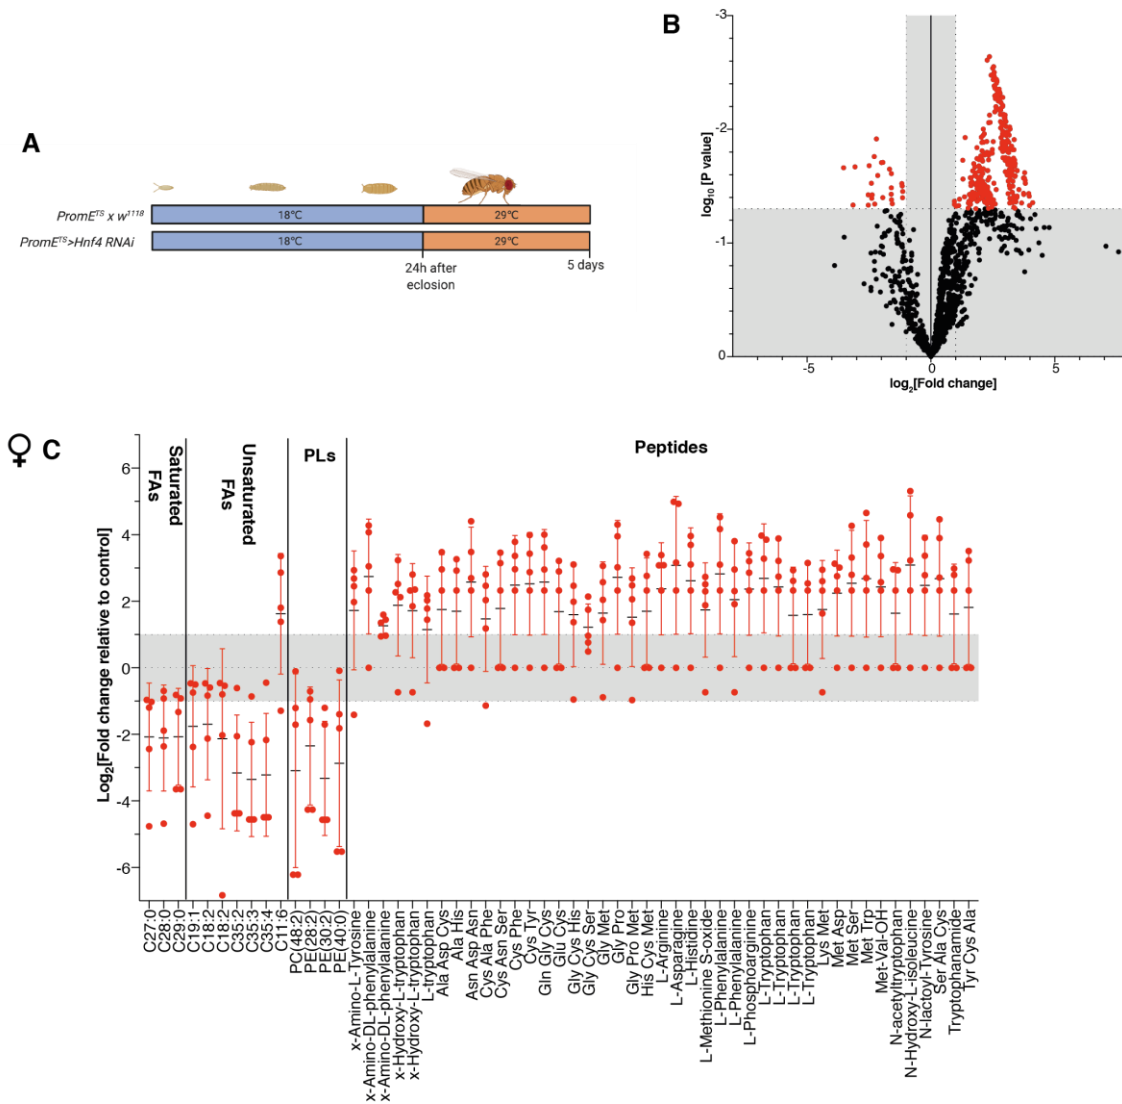 A
PromE^TS x w^1118
18°C
29°C
PromE^TS>Hnf4 RNAi
18°C
29°C
24h after
eclosion
5 days
B
-3
-2
-1
0
log10 [P value]
-5
0
5
log2[Fold change]
♀ C
Saturated
FAs
Unsaturated
FAs
PLs
Peptides
6
4
2
0
-2
-4
-6
Log2[Fold change relative to control]
C27:0
C28:0
C29:0
C19:1
C18:2
C18:2
C35:2
C35:3
C35:4
C11:6
PC(48:2)
PE(28:2)
PE(30:2)
PE(40:0)
x-Amino-L-Tyrosine
x-Amino-DL-phenylalanine
x-Amino-DL-phenylalanine
x-Hydroxy-L-tryptophan
x-Hydroxy-L-tryptophan
L-tryptophan
Ala Asp Cys
Ala His
Asn Asp Asn
Cys Ala Phe
Cys Asn Ser
Cys Phe
Cys Tyr
Gln Gly Cys
Glu Cys
Gly Cys His
Gly Cys Ser
Gly Met
Gly Pro
Gly Pro Met
His Cys Met
L-Arginine
L-Asparagine
L-Histidine
L-Methionine S-oxide
L-Phenylalanine
L-Phenylalanine
L-Phosphoarginine
L-Tryptophan
L-Tryptophan
L-Tryptophan
L-Tryptophan
Lys Met
Met Asp
Met Ser
Met Trp
Met-Val-OH
N-acetyltryptophan
N-Hydroxy-L-isoleucine
N-lactoyl-Tyrosine
Ser Ala Cys
Tryptophanamide
Tyr Cys Ala